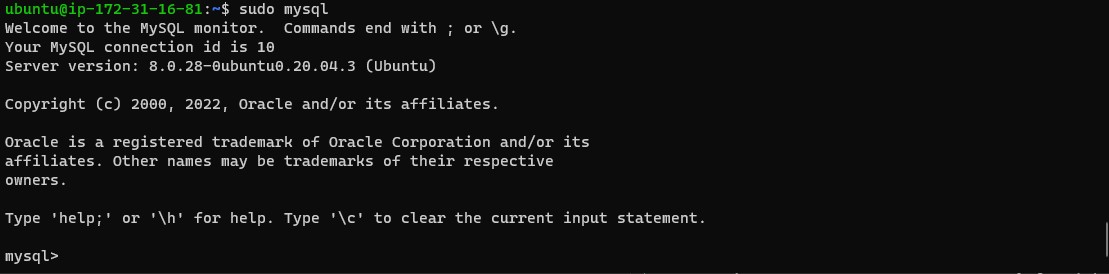 ubuntu@ip-172-31-16-81:~$ sudo mysql
Welcome to the MySQL monitor.  Commands end with ; or \g.
Your MySQL connection id is 10
Server version: 8.0.28-0ubuntu0.20.04.3 (Ubuntu)
Copyright (c) 2000, 2022, Oracle and/or its affiliates.
Oracle is a registered trademark of Oracle Corporation and/or its
affiliates. Other names may be trademarks of their respective
owners.
Type 'help;' or '\h' for help. Type '\c' to clear the current input statement.
mysql>